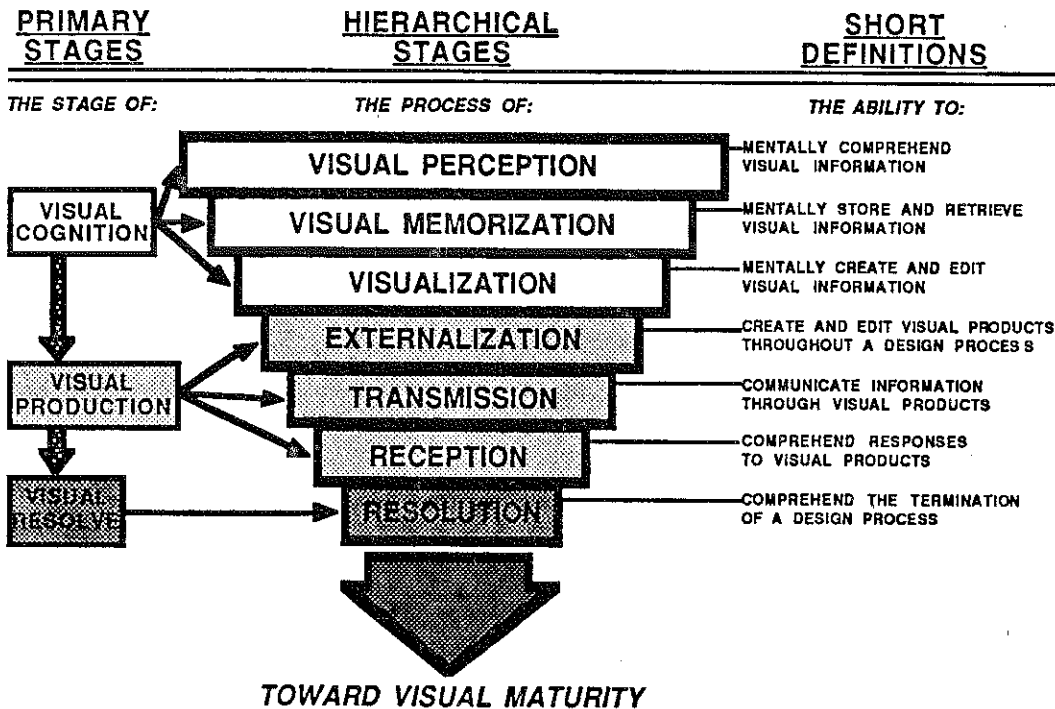 PRIMARY STAGES
HIERARCHICAL STAGES
SHORT DEFINITIONS
THE STAGE OF:
THE PROCESS OF:
THE ABILITY TO:
VISUAL PERCEPTION
MENTALLY COMPREHEND
VISUAL INFORMATION
VISUAL
COGNITION
VISUAL MEMORIZATION
MENTALLY STORE AND RETRIEVE
VISUAL INFORMATION
VISUALIZATION
MENTALLY CREATE AND EDIT
VISUAL INFORMATION
EXTERNALIZATION
CREATE AND EDIT VISUAL PRODUCTS
THROUGHOUT A DESIGN PROCESS
VISUAL
PRODUCTION
TRANSMISSION
COMMUNICATE INFORMATION
THROUGH VISUAL PRODUCTS
RECEPTION
COMPREHEND RESPONSES
TO VISUAL PRODUCTS
VISUAL
RESOLVE
RESOLUTION
COMPREHEND THE TERMINATION
OF A DESIGN PROCESS
TOWARD VISUAL MATURITY